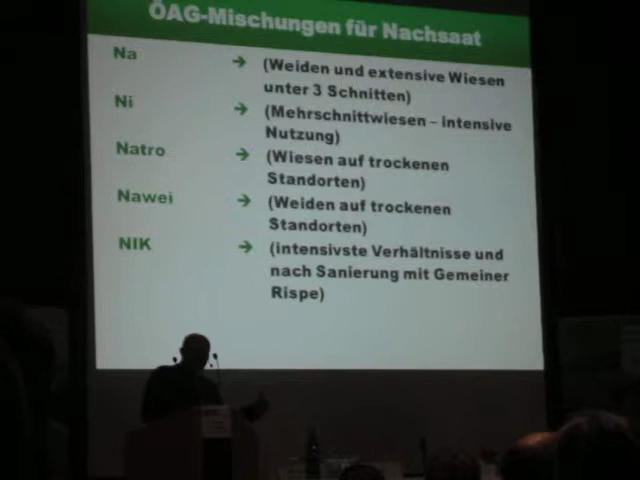 ÖAG-Mischungen für Nachsaat
Na → (Weiden und extensive Wiesen
unter 3 Schnitten)
Ni → (Mehrschnittwiesen – intensive
Nutzung)
Natro → (Wiesen auf trockenen
Standorten)
Nawei → (Weiden auf trockenen
Standorten)
NIK → (intensivste Verhältnisse und
nach Sanierung mit Gemeiner
Rispe)